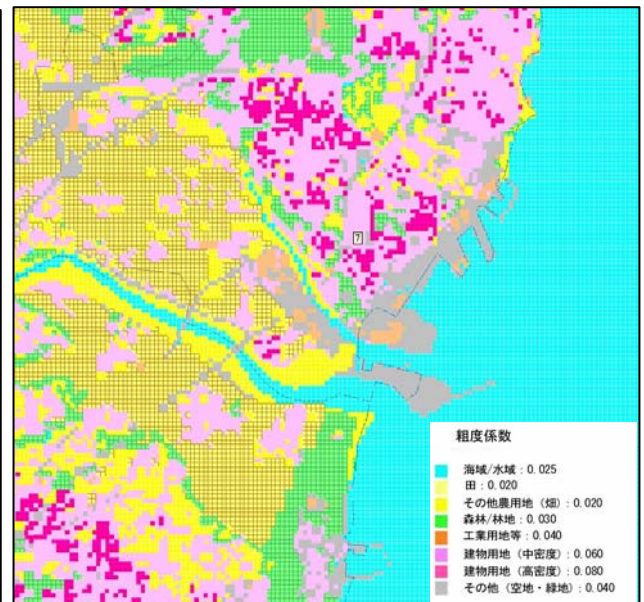 粗度係数
海域/水域:0.025
田:0.020
その他農用地(畑):0.020
森林/林地:0.030
工業用地等:0.040
建物用地(中密度):0.060
建物用地(高密度):0.080
その他(空地・緑地):0.040